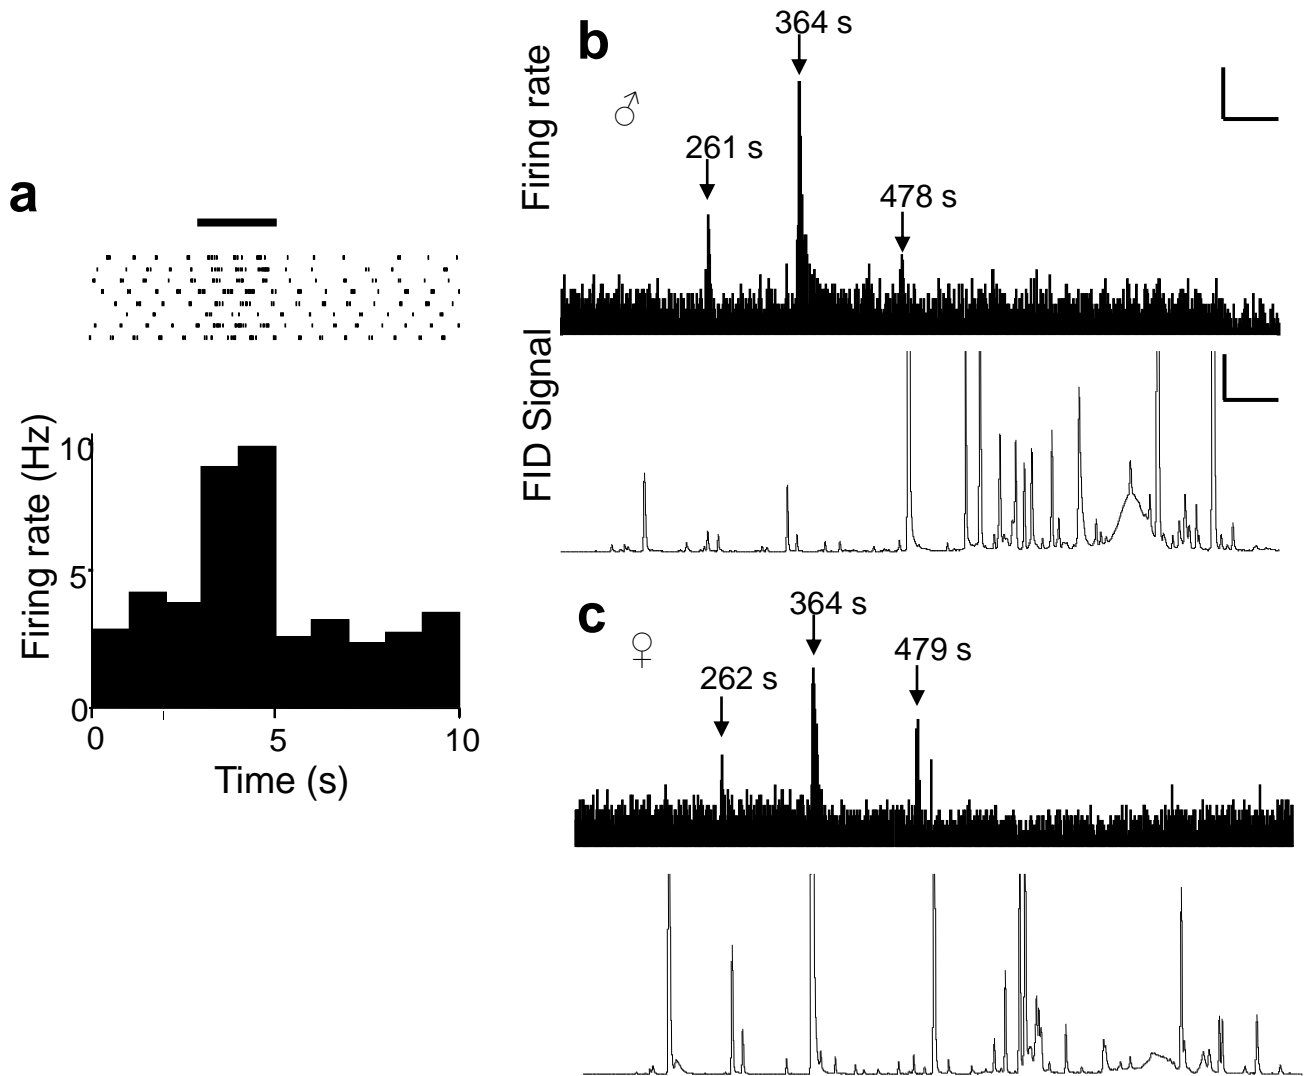 a
Firing rate (Hz)
10
5
0
0 5 10
Time (s)
b
♂
Firing rate
364 s
261 s
478 s
FID Signal
c
♀
364 s
479 s
262 s